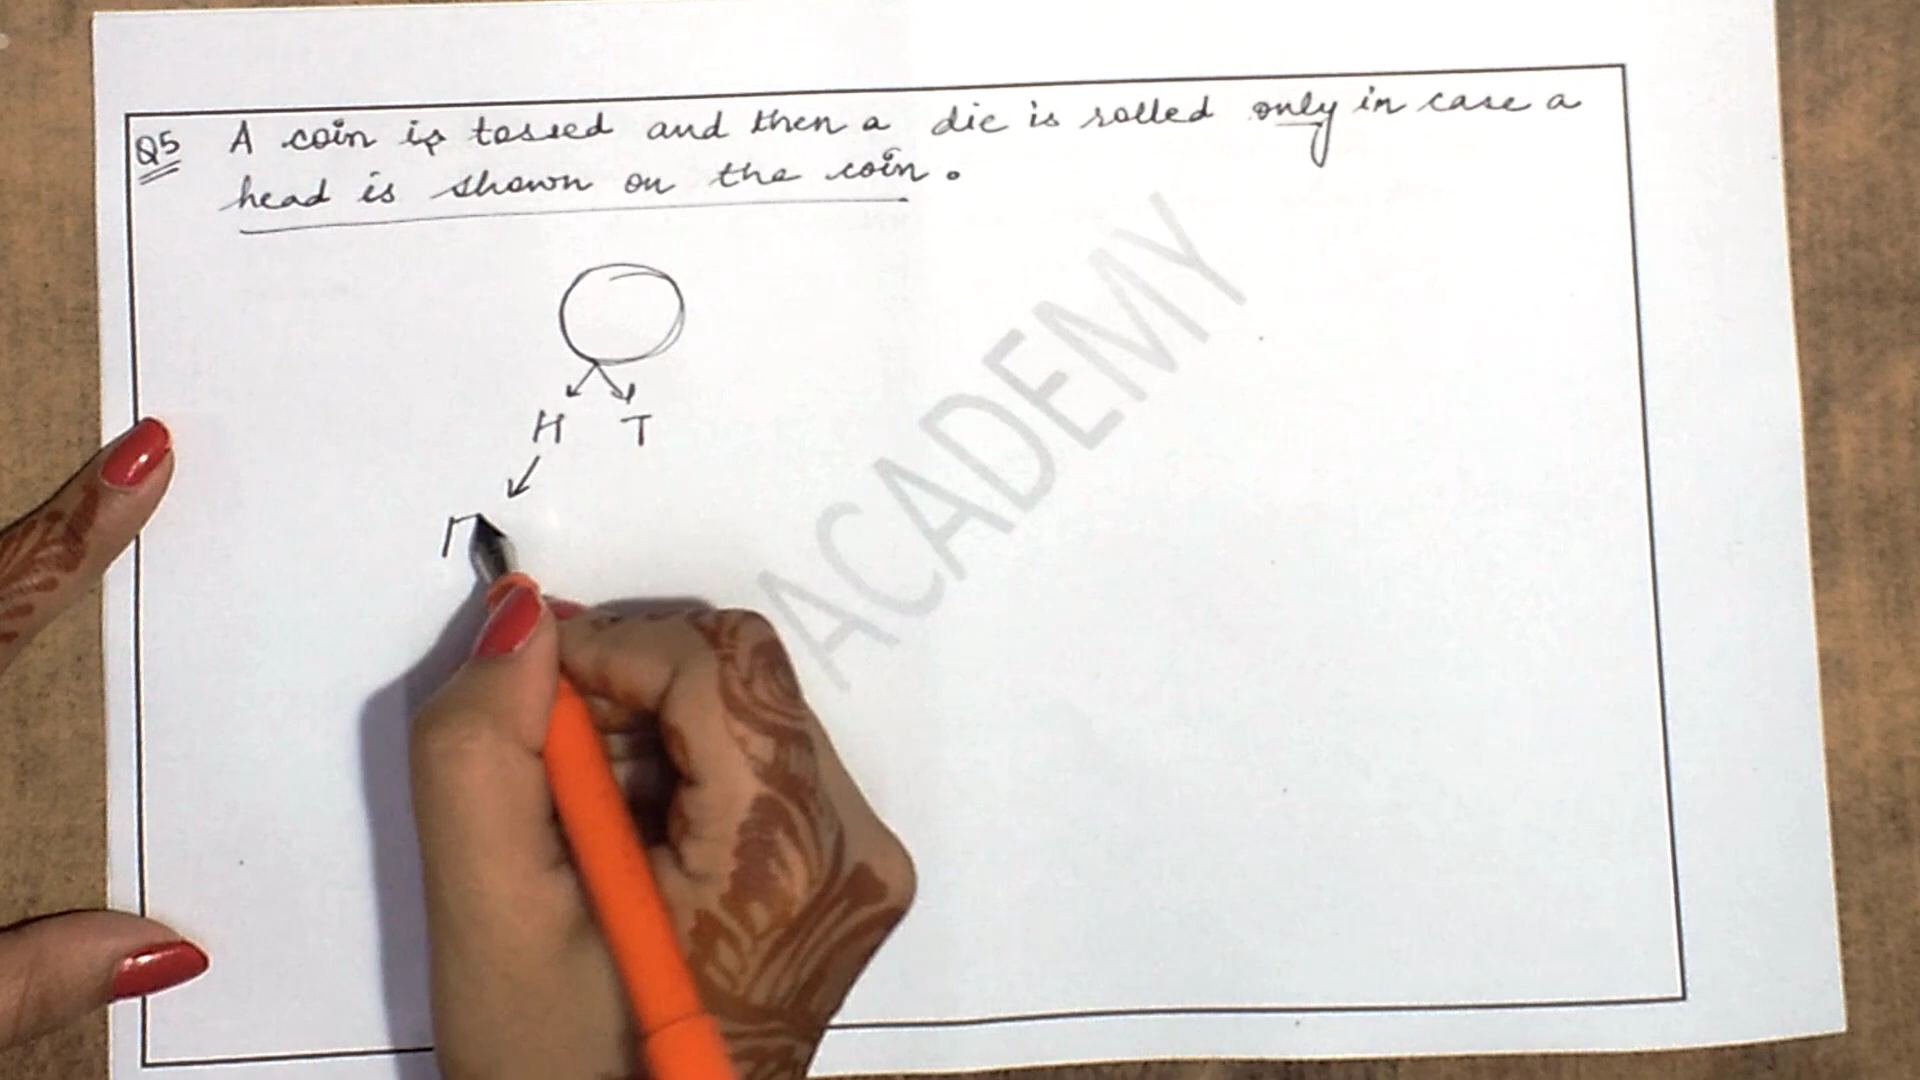 Q5 A coin is tossed and then a die is rolled only in case a
head is shown on the coin.
H T
ACADEMY